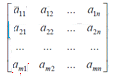 a₁₁ a₁₂ ... a₁ₙ
a₂₁ a₂₂ ... a₂ₙ
... ... ... ...
aₘ₁ aₘ₂ ... aₘₙ